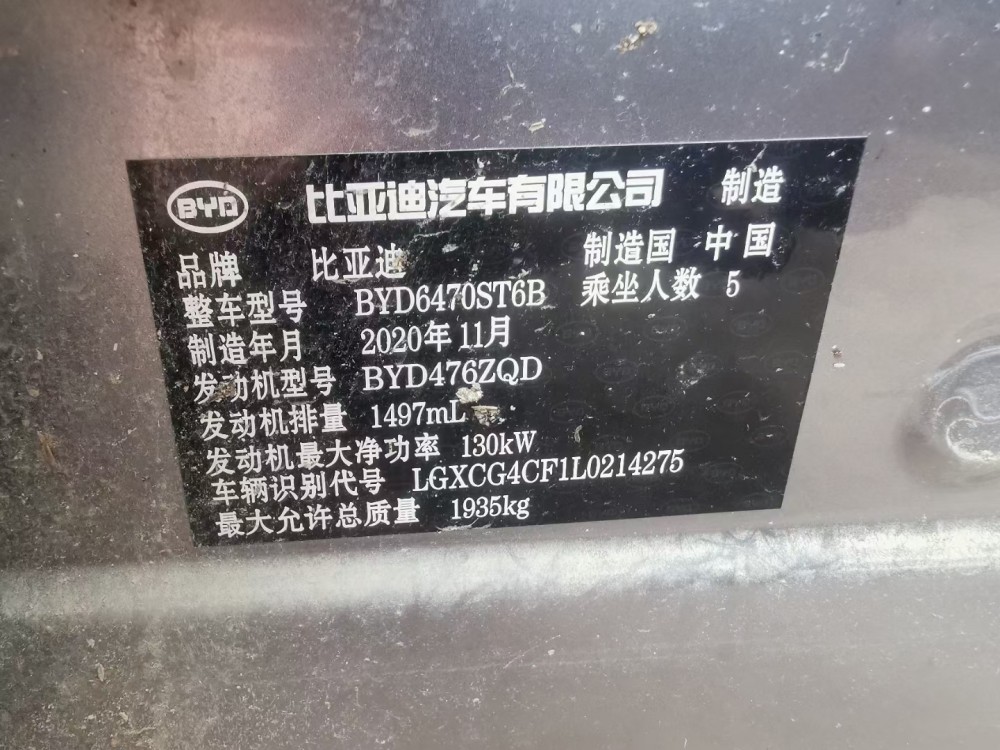 BYD 比亚迪汽车有限公司 制造
品牌 比亚迪 制造国 中国
整车型号 BYD6470ST6B 乘坐人数 5
制造年月 2020年11月
发动机型号 BYD476ZQD
发动机排量 1497mL
发动机最大净功率 130kW
车辆识别代号 LGXCG4CF1L0214275
最大允许总质量 1935kg